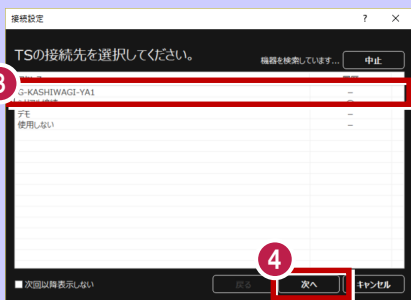 接続設定
? ×
TSの接続先を選択してください。
機器を検索しています...
中止
3
G-KASHIWAGI-YA1
デモ
使用しない
4
次回以降表示しない
戻る
次へ
キャンセル